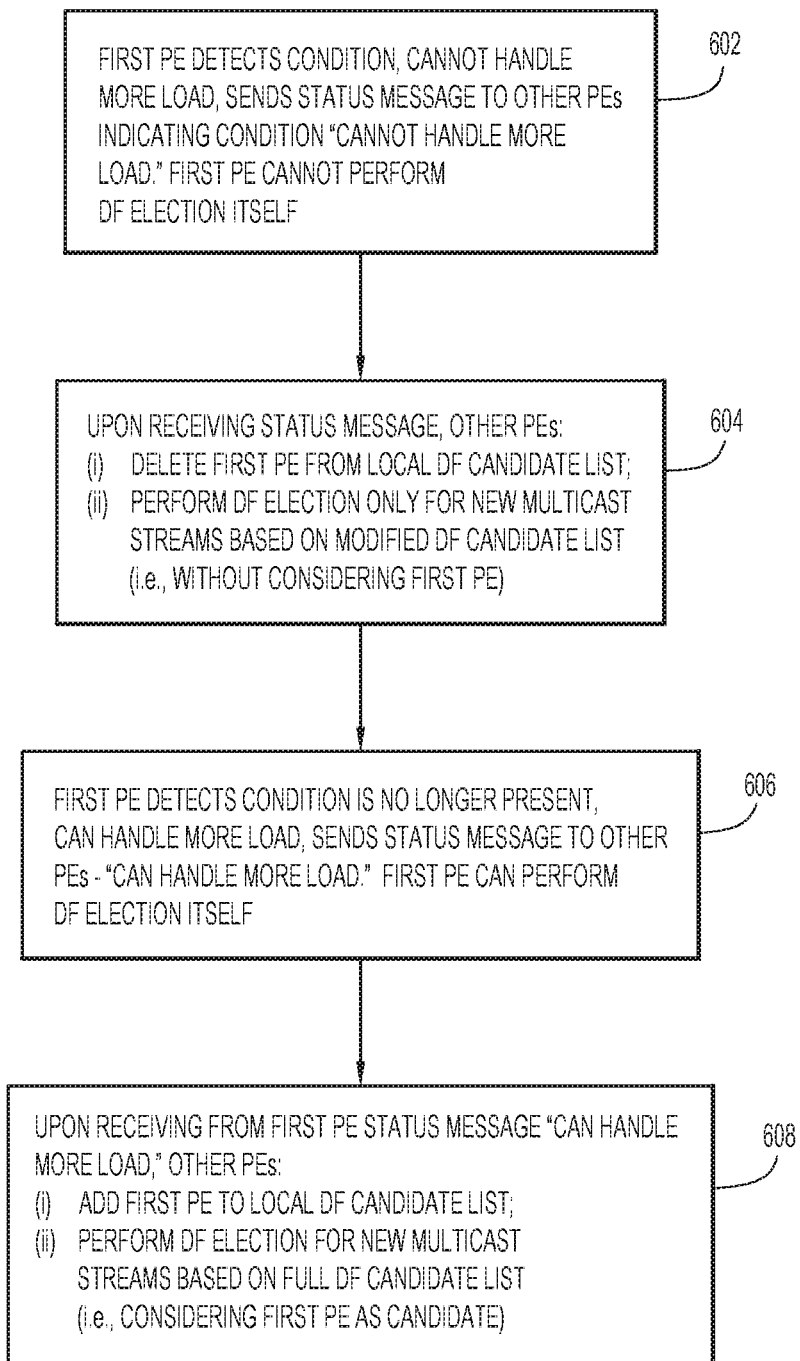 FIRST PE DETECTS CONDITION, CANNOT HANDLE
MORE LOAD, SENDS STATUS MESSAGE TO OTHER PEs
INDICATING CONDITION “CANNOT HANDLE MORE
LOAD.” FIRST PE CANNOT PERFORM
DF ELECTION ITSELF
602
UPON RECEIVING STATUS MESSAGE, OTHER PEs:
(i) DELETE FIRST PE FROM LOCAL DF CANDIDATE LIST;
(ii) PERFORM DF ELECTION ONLY FOR NEW MULTICAST
STREAMS BASED ON MODIFIED DF CANDIDATE LIST
(i.e., WITHOUT CONSIDERING FIRST PE)
604
FIRST PE DETECTS CONDITION IS NO LONGER PRESENT,
CAN HANDLE MORE LOAD, SENDS STATUS MESSAGE TO OTHER
PEs - “CAN HANDLE MORE LOAD.” FIRST PE CAN PERFORM
DF ELECTION ITSELF
606
UPON RECEIVING FROM FIRST PE STATUS MESSAGE “CAN HANDLE
MORE LOAD,” OTHER PEs:
(i) ADD FIRST PE TO LOCAL DF CANDIDATE LIST;
(ii) PERFORM DF ELECTION FOR NEW MULTICAST
STREAMS BASED ON FULL DF CANDIDATE LIST
(i.e., CONSIDERING FIRST PE AS CANDIDATE)
608